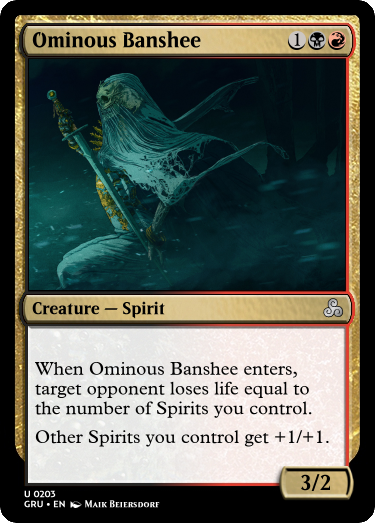 Ominous Banshee 1
Creature — Spirit
When Ominous Banshee enters,
target opponent loses life equal to
the number of Spirits you control.
Other Spirits you control get +1/+1.
3/2
U 0203
GRU • EN Maik Beiersdorf